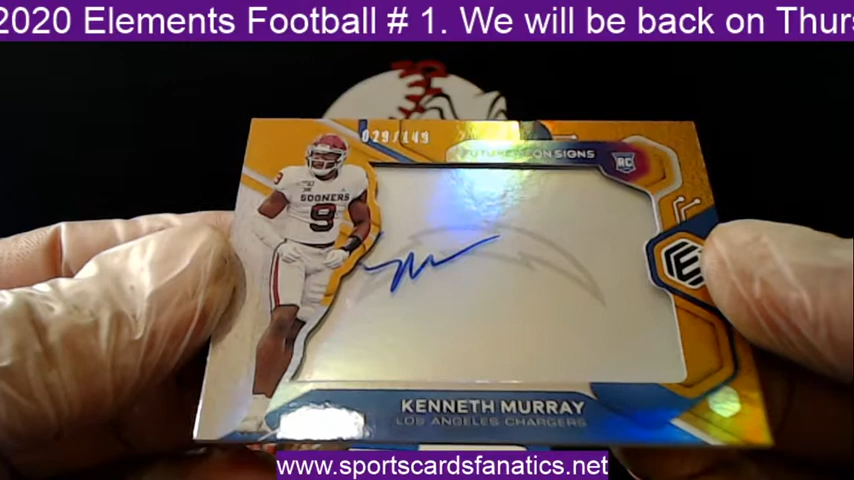 2020 Elements Football # 1. We will be back on Thurs
029/149
FUTURE ICON SIGNS
RC
SOONERS
9
9
E
KENNETH MURRAY
LOS ANGELES CHARGERS
www.sportscardsfanatics.net